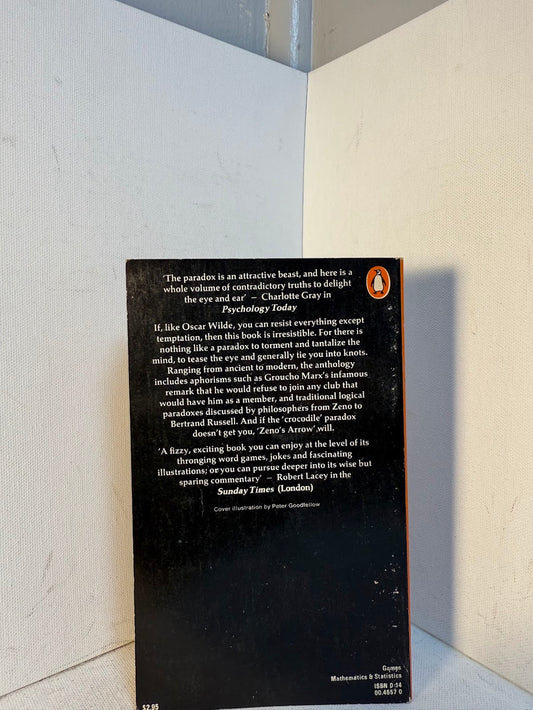 'The paradox is an attractive beast, and here is a
whole volume of contradictory truths to delight
the eye and ear' – Charlotte Gray in
Psychology Today
If, like Oscar Wilde, you can resist everything except
temptation, then this book is irresistible. For there is
nothing like a paradox to torment and tantalize the
mind, to tease the eye and generally tie you into knots.
Ranging from ancient to modern, the anthology
includes aphorisms such as Groucho Marx's infamous
remark that he would refuse to join any club that
would have him as a member, and traditional logical
paradoxes discussed by philosophers from Zeno to
Bertrand Russell. And if the 'crocodile' paradox
doesn't get you, 'Zeno's Arrow' will.
'A fizzy, exciting book you can enjoy at the level of its
thronging word games, jokes and fascinating
illustrations; or you can pursue deeper into its wise but
sparing commentary' – Robert Lacey in the
Sunday Times (London)
Cover illustration by Peter Goodfellow
Games
Mathematics & Statistics
ISBN 0 14
00.4557 0
$2.95